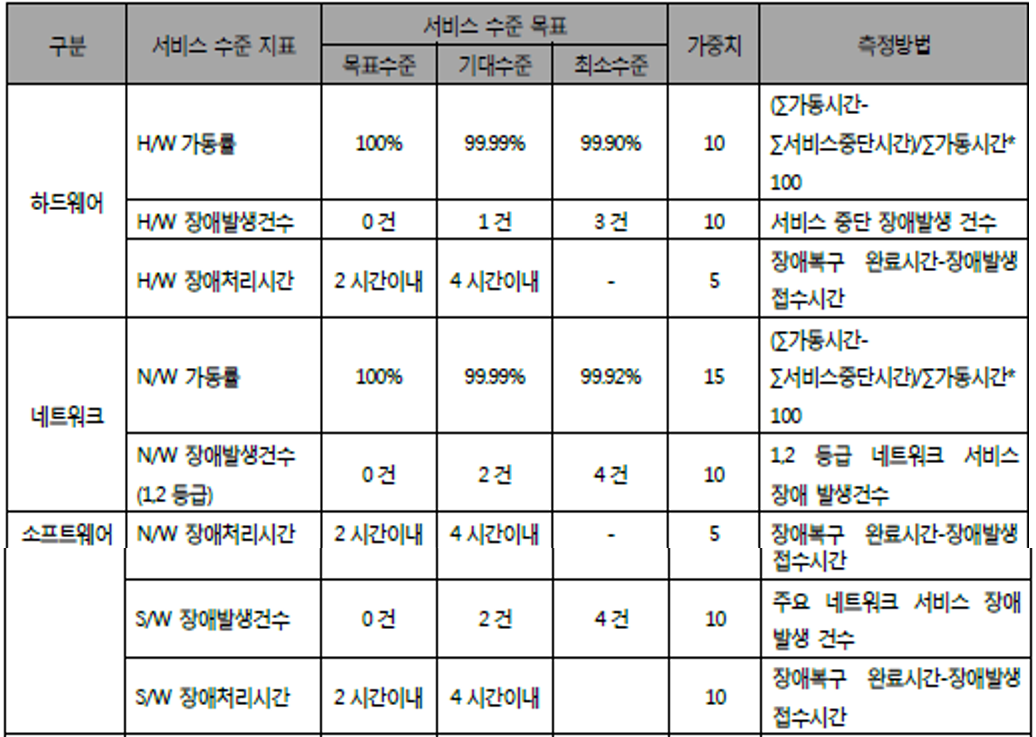 구분 서비스 수준 지표 서비스 수준 목표 가중치 측정방법
목표수준 기대수준 최소수준
하드웨어
H/W 가동률 100% 99.99% 99.90% 10
(∑가동시간-
∑서비스중단시간)/∑가동시간*
100
H/W 장애발생건수 0 건 1 건 3 건 10 서비스 중단 장애발생 건수
H/W 장애처리시간 2 시간이내 4 시간이내 - 5
장애복구 완료시간-장애발생
접수시간
네트워크
N/W 가동률 100% 99.99% 99.92% 15
(∑가동시간-
∑서비스중단시간)/∑가동시간*
100
N/W 장애발생건수
(1,2 등급)
0 건 2 건 4 건 10
1,2 등급 네트워크 서비스
장애 발생건수
소프트웨어 N/W 장애처리시간 2 시간이내 4 시간이내 - 5 장애복구 완료시간-장애발생
접수시간
S/W 장애발생건수 0 건 2 건 4 건 10
주요 네트워크 서비스 장애
발생 건수
S/W 장애처리시간 2 시간이내 4 시간이내 10
장애복구 완료시간-장애발생
접수시간